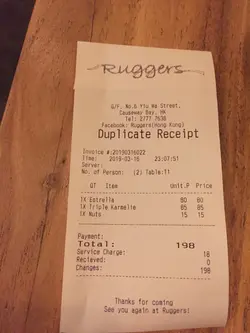 Ruggers
G/F, No.6 Yiu Wa Street,
Causeway Bay, HK
Tel: 2777 7638
Facebook: Ruggers(Hong Kong)
Duplicate Receipt
Invoice #:20190316022
Time: 2019-03-16 23:07:51
Server:
No. of Person: (2) Table:11
QT Item Unit.P Price
1X Estrella 80 80
1X Triple Karmelie 85 85
1X Nuts 15 15
Payment:
Total: 198
Service Charge: 18
Recieved: 0
Changes: 198
Thanks for coming
See you again at Ruggers!